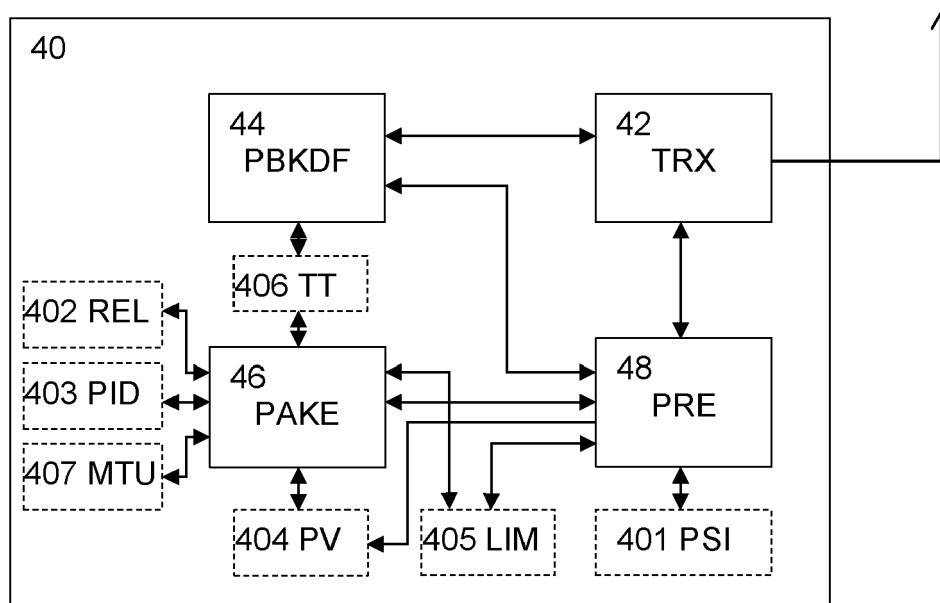 40
44
PBKDF
42
TRX
406 TT
402 REL
403 PID
407 MTU
46
PAKE
48
PRE
404 PV
405 LIM
401 PSI